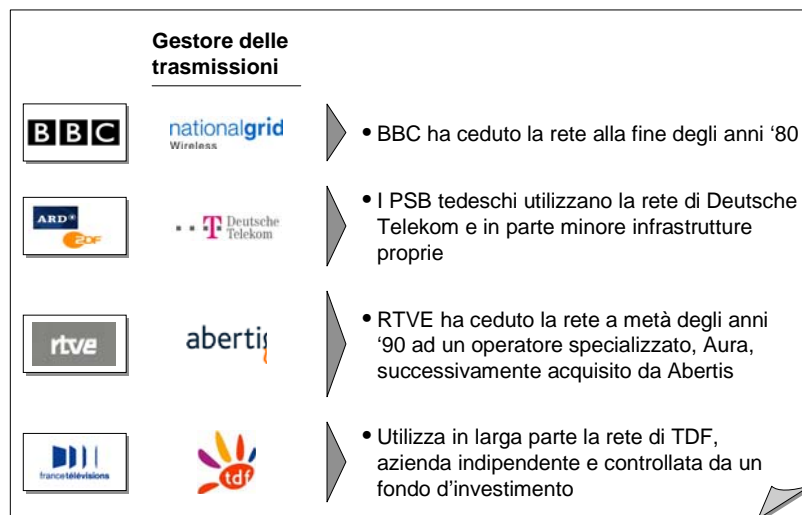 Gestore delle
trasmissioni
BBC
nationalgrid
Wireless
• BBC ha ceduto la rete alla fine degli anni ‘80
ARD
ZDF
Deutsche
Telekom
• I PSB tedeschi utilizzano la rete di Deutsche
Telekom e in parte minore infrastrutture
proprie
rtve
aberti
• RTVE ha ceduto la rete a metà degli anni
‘90 ad un operatore specializzato, Aura,
successivamente acquisito da Abertis
francetélévisions
tdf
• Utilizza in larga parte la rete di TDF,
azienda indipendente e controllata da un
fondo d’investimento